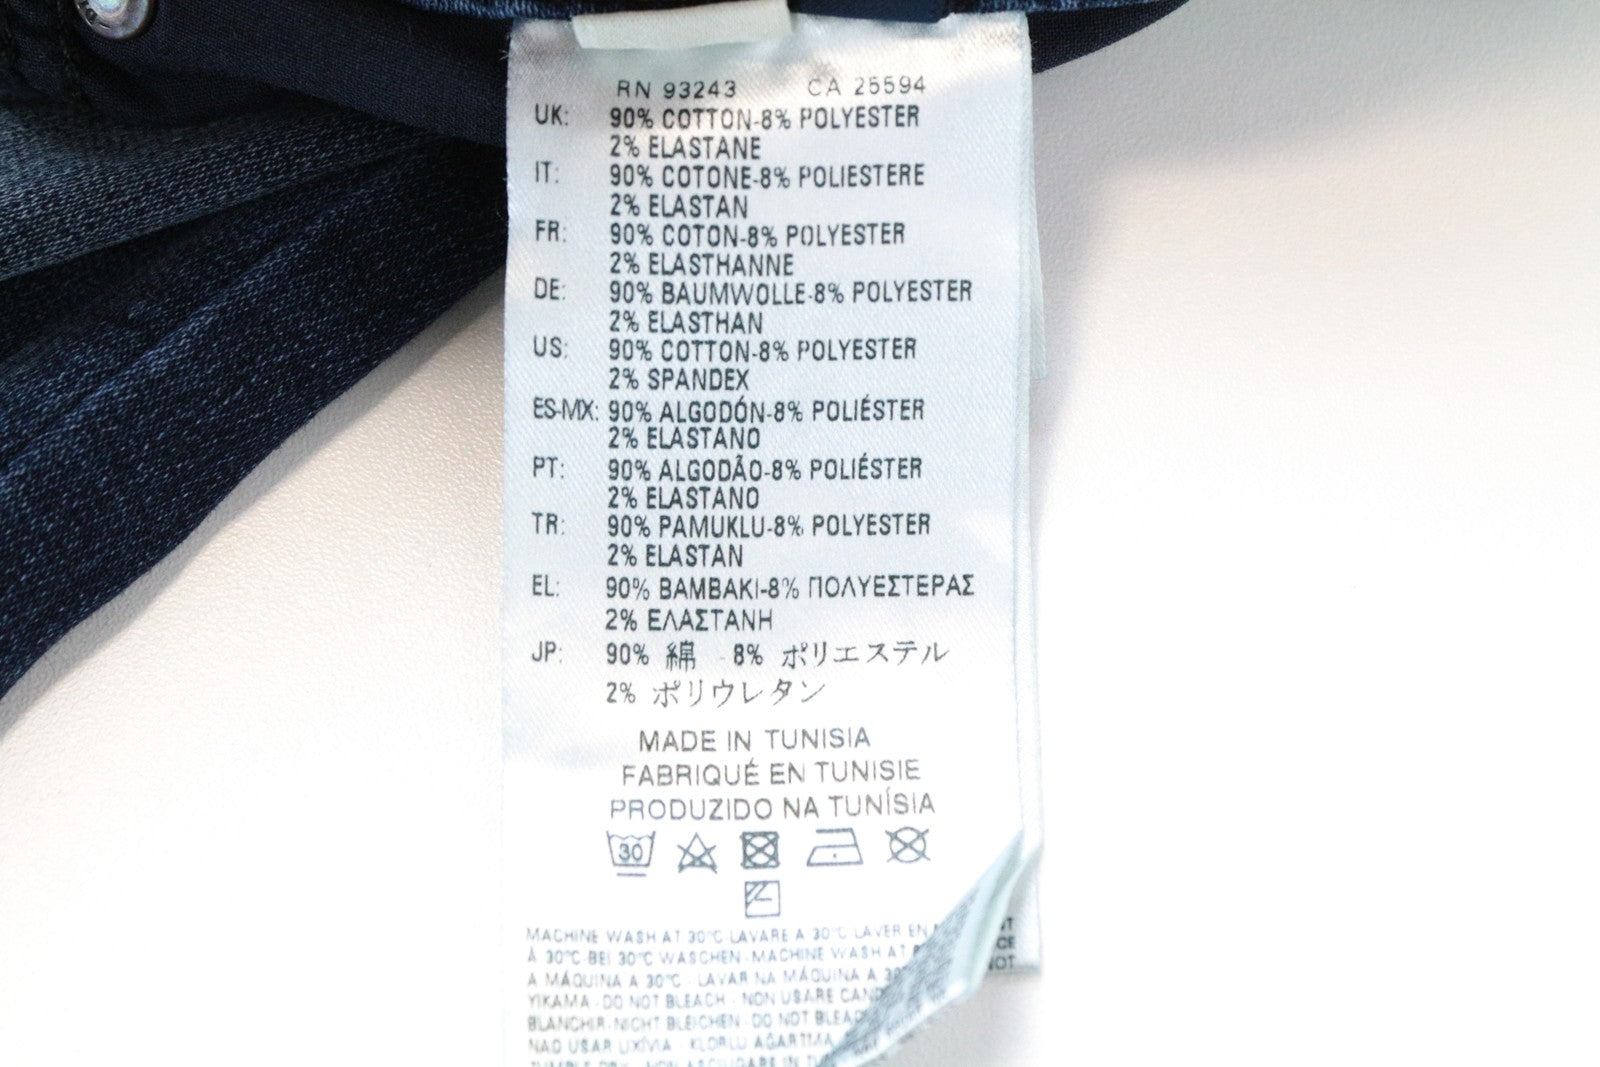 RN 93243 CA 25594
UK: 90% COTTON-8% POLYESTER
2% ELASTANE
IT: 90% COTONE-8% POLIESTERE
2% ELASTAN
FR: 90% COTON-8% POLYESTER
2% ELASTHANNE
DE: 90% BAUMWOLLE-8% POLYESTER
2% ELASTHAN
US: 90% COTTON-8% POLYESTER
2% SPANDEX
ES-MX: 90% ALGODÓN-8% POLIÉSTER
2% ELASTANO
PT: 90% ALGODÃO-8% POLIÉSTER
2% ELASTANO
TR: 90% PAMUKLU-8% POLYESTER
2% ELASTAN
EL: 90% BAMBAKI-8% ΠΟΛΥΕΣΤΕΡΑΣ
2% ΕΛΑΣΤΑΝΗ
JP: 90% 綿 - 8% ポリエステル
2% ポリウレタン
MADE IN TUNISIA
FABRIQUÉ EN TUNISIE
PRODUZIDO NA TUNÍSIA
30
MACHINE WASH AT 30°C-LAVARE A 30°C-LAVER EN
À 30°C-BEI 30°C WASCHEN-MACHINE WASH AT
A MÁQUINA A 30°C - LAVAR NA MÁQUINA A 30° NOT
YIKAMA - DO NOT BLEACH - NON USARE
BLANCHIR-NICHT BLEICHEN - DO NOT
NAO USAR LIXÍVIA - KLORLU AĞARTMA